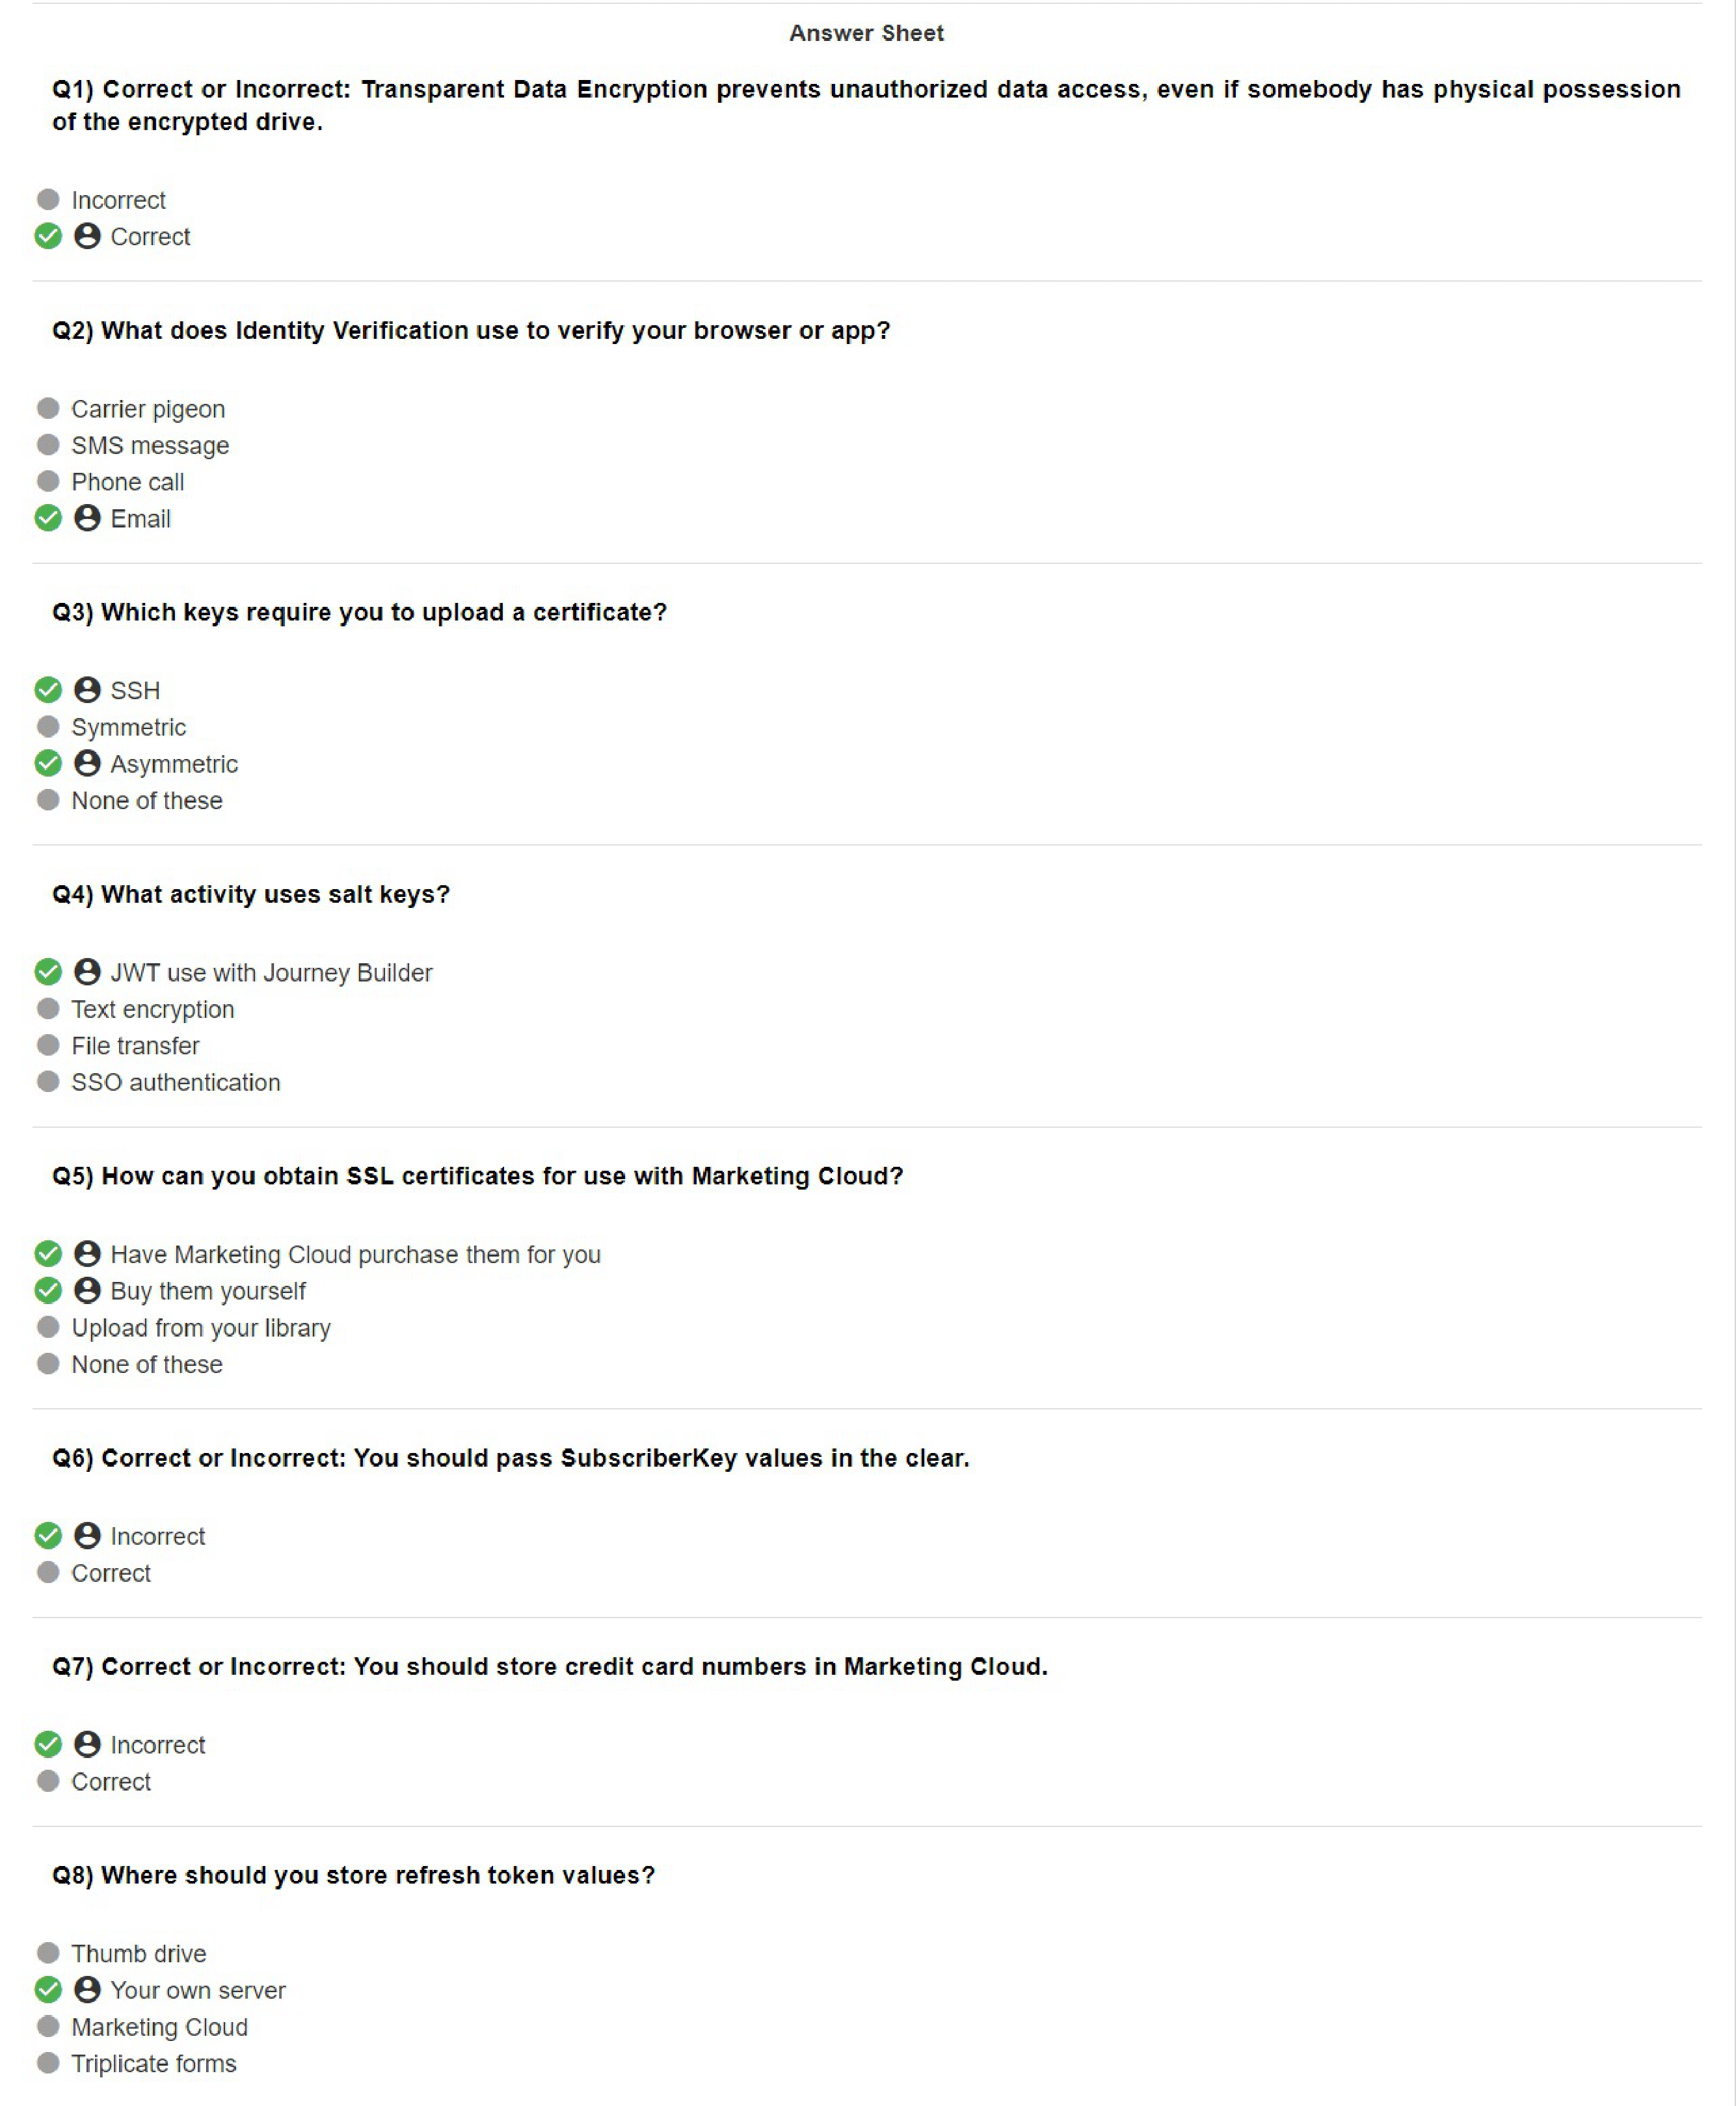 Answer Sheet
Q1) Correct or Incorrect: Transparent Data Encryption prevents unauthorized data access, even if somebody has physical possession
of the encrypted drive.
Incorrect
Correct
Q2) What does Identity Verification use to verify your browser or app?
Carrier pigeon
SMS message
Phone call
Email
Q3) Which keys require you to upload a certificate?
SSH
Symmetric
Asymmetric
None of these
Q4) What activity uses salt keys?
JWT use with Journey Builder
Text encryption
File transfer
SSO authentication
Q5) How can you obtain SSL certificates for use with Marketing Cloud?
Have Marketing Cloud purchase them for you
Buy them yourself
Upload from your library
None of these
Q6) Correct or Incorrect: You should pass SubscriberKey values in the clear.
Incorrect
Correct
Q7) Correct or Incorrect: You should store credit card numbers in Marketing Cloud.
Incorrect
Correct
Q8) Where should you store refresh token values?
Thumb drive
Your own server
Marketing Cloud
Triplicate forms